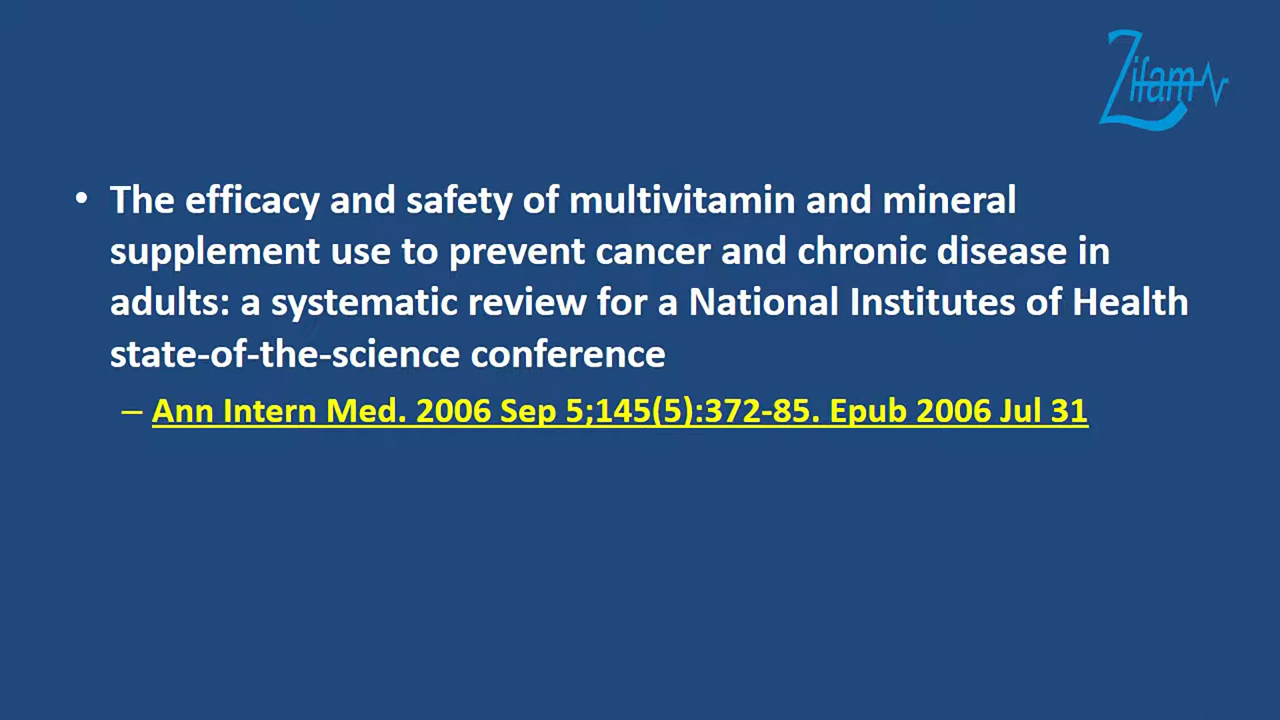 Zifam
• The efficacy and safety of multivitamin and mineral
supplement use to prevent cancer and chronic disease in
adults: a systematic review for a National Institutes of Health
state-of-the-science conference
– Ann Intern Med. 2006 Sep 5;145(5):372-85. Epub 2006 Jul 31